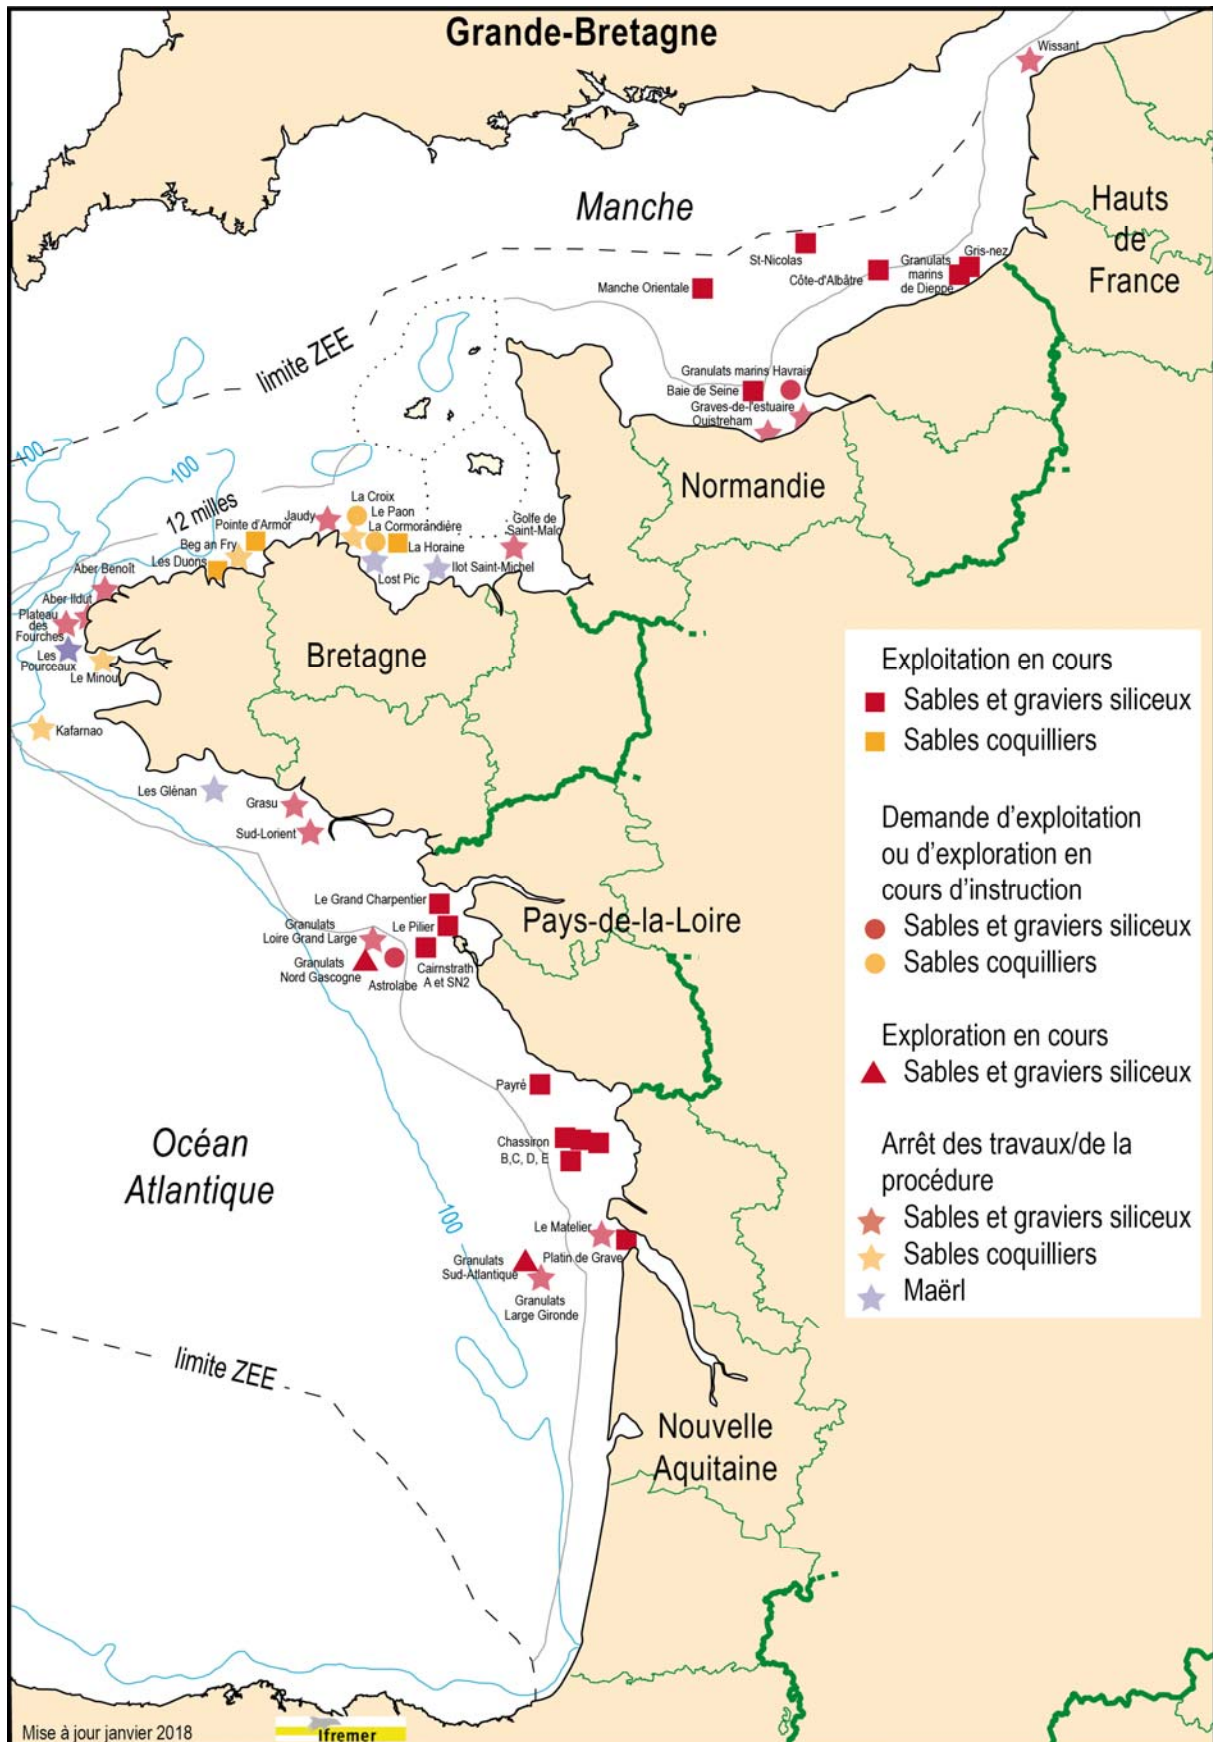 Grande-Bretagne
Wissant
Manche
Hauts
de
France
St-Nicolas
Gris-nez
Granulats
marins
de Dieppe
Côte-d'Albâtre
Manche Orientale
limite ZEE
Granulats marins Havrais
Baie de Seine
Graves-de-l'estuaire
Ouistreham
Normandie
100
100
12 milles
La Croix
Le Paon
La Cormorandière
Jaudy
Pointe d'Armor
Golfe de
Saint-Malo
Beg an Fry
La Horaine
Les Duons
Lost Pic
Ilot Saint-Michel
Aber Benoît
Aber Ildut
Plateau
des
Fourches
Les
Pourceaux
Le Minou
Bretagne
Kafarnao
Les Glénan
Grasu
Sud-Lorient
Le Grand Charpentier
Le Pilier
Granulats
Loire Grand Large
Granulats
Nord Gascogne
Astrolabe
Cairnstrath
A et SN2
Pays-de-la-Loire
Payré
Chassiron
B,C, D, E
Océan
Atlantique
100
Le Matelier
Platin de Grave
Granulats
Sud-Atlantique
Granulats
Large Gironde
limite ZEE
Nouvelle
Aquitaine
Exploitation en cours
Sables et graviers siliceux
Sables coquilliers
Demande d'exploitation
ou d'exploration en
cours d'instruction
Sables et graviers siliceux
Sables coquilliers
Exploration en cours
Sables et graviers siliceux
Arrêt des travaux/de la
procédure
Sables et graviers siliceux
Sables coquilliers
Maërl
Mise à jour janvier 2018
Ifremer